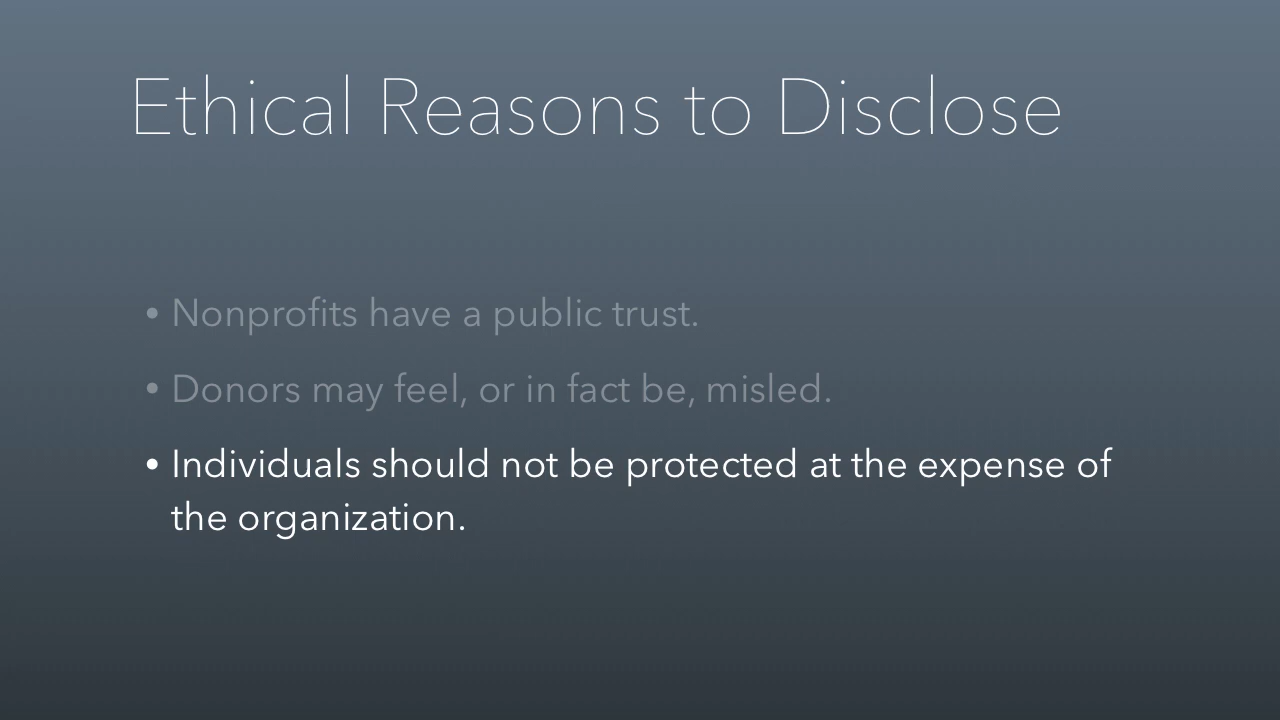 Ethical Reasons to Disclose
• Nonprofits have a public trust.
• Donors may feel, or in fact be, misled.
• Individuals should not be protected at the expense of
the organization.